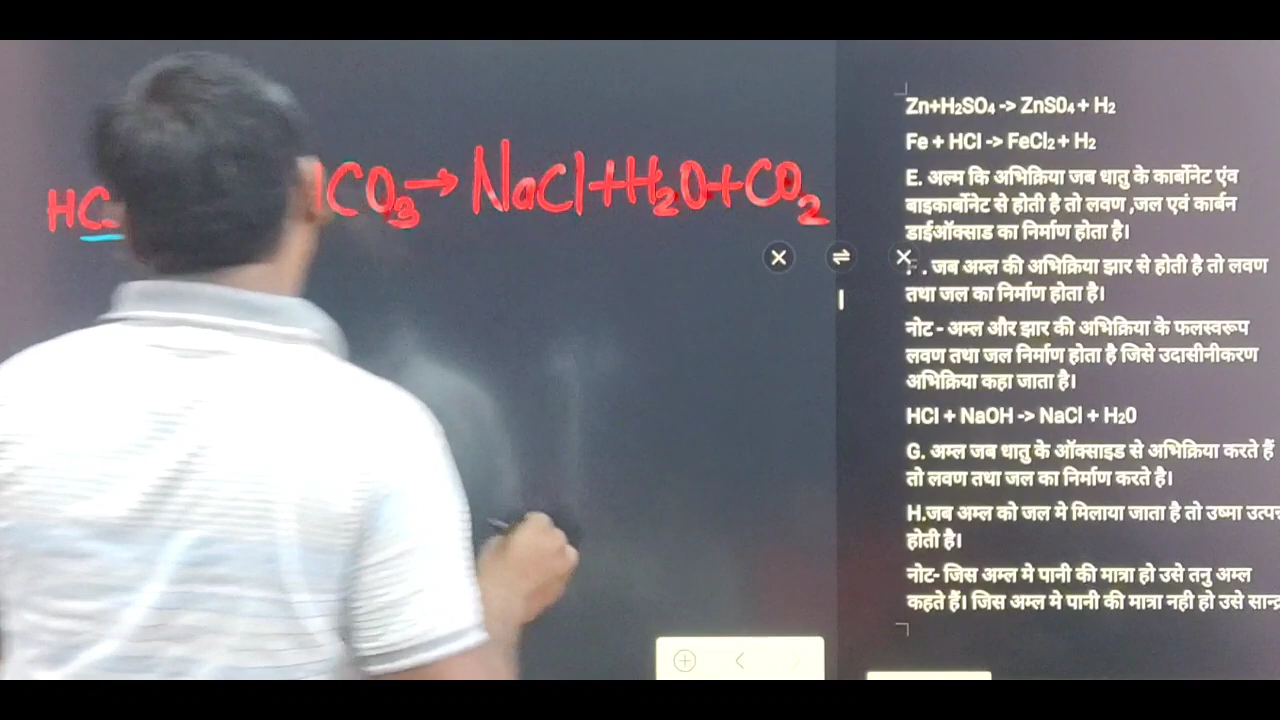 HC
CO₃→ NaCl+H₂O+CO₂
Zn+H₂SO₄ -> ZnS0₄ + H₂
Fe + HCl -> FeCl₂ + H₂
E. अल्म कि अभिक्रिया जब धातु के कार्बोनेट एंव
बाइकार्बोनेट से होती है तो लवण ,जल एवं कार्बन
डाईऑक्साड का निर्माण होता है।
. जब अम्ल की अभिक्रिया झार से होती है तो लवण
तथा जल का निर्माण होता है।
नोट - अम्ल और झार की अभिक्रिया के फलस्वरूप
लवण तथा जल निर्माण होता है जिसे उदासीनीकरण
अभिक्रिया कहा जाता है।
HCl + NaOH -> NaCl + H₂0
G. अम्ल जब धातु के ऑक्साइड से अभिक्रिया करते हैं
तो लवण तथा जल का निर्माण करते है।
H.जब अम्ल को जल मे मिलाया जाता है तो उष्मा
होती है।
नोट- जिस अम्ल मे पानी की मात्रा हो उसे तनु अम्ल
कहते हैं। जिस अम्ल मे पानी की मात्रा नही हो उसे